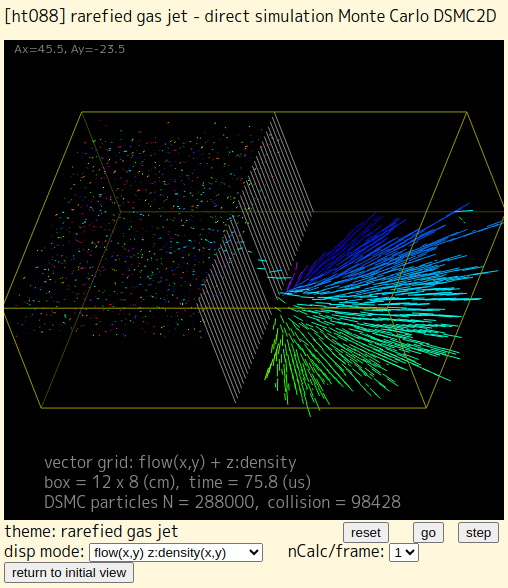 [ht088] rarefied gas jet - direct simulation Monte Carlo DSMC2D
Ax=45.5, Ay=-23.5
vector grid: flow(x,y) + z:density
box = 12 x 8 (cm), time = 75.8 (us)
DSMC particles N = 288000, collision = 98428
theme: rarefied gas jet reset go step
disp mode: flow(x,y) z:density(x,y) nCalc/frame: 1
return to initial view